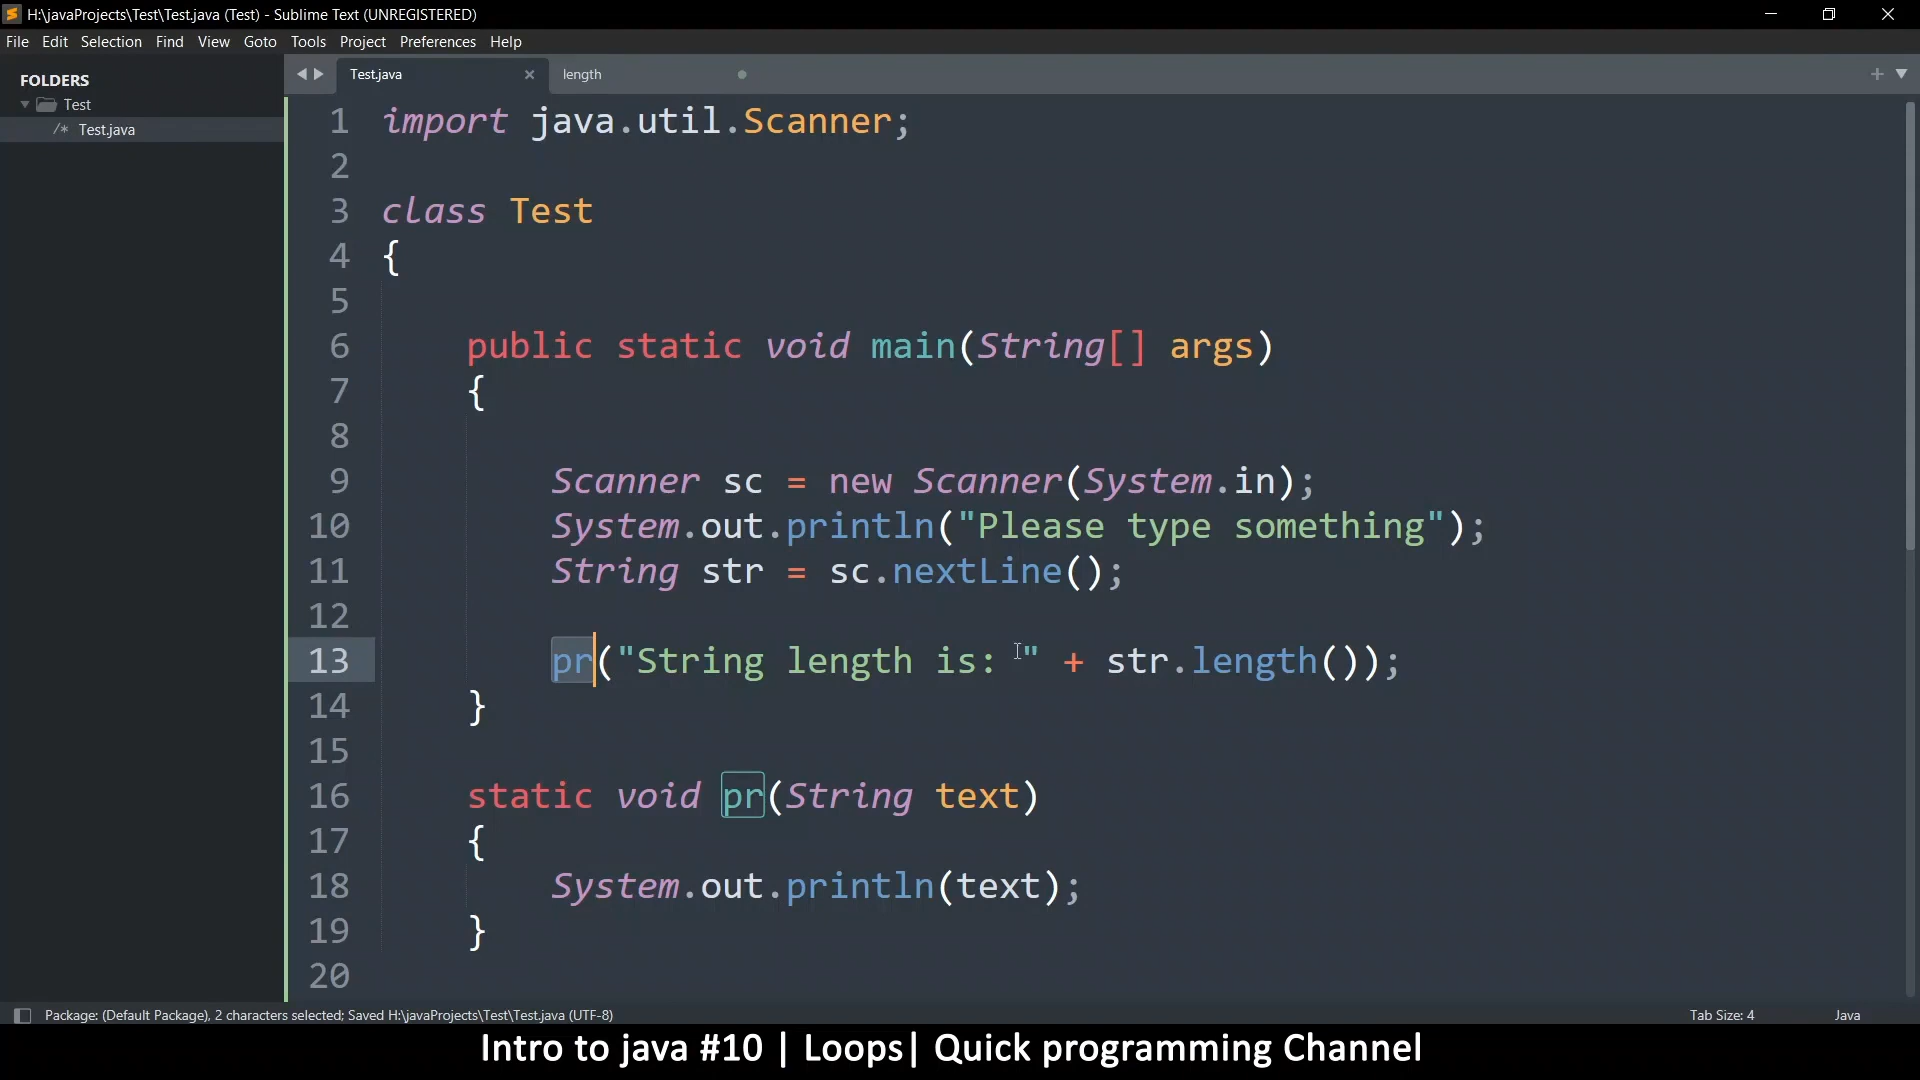 H:\javaProjects\Test\Test.java (Test) - Sublime Text (UNREGISTERED)
File Edit Selection Find View Goto Tools Project Preferences Help
FOLDERS
Test
/* Test.java
Test.java × length
1 import java.util.Scanner;
2
3 class Test
4 {
5
6 public static void main(String[] args)
7 {
8
9 Scanner sc = new Scanner(System.in);
10 System.out.println("Please type something");
11 String str = sc.nextLine();
12
13 pr("String length is: " + str.length());
14 }
15
16 static void pr(String text)
17 {
18 System.out.println(text);
19 }
20
Package: (Default Package), 2 characters selected; Saved H:\javaProjects\Test\Test.java (UTF-8) Tab Size: 4 Java
Intro to java #10 | Loops| Quick programming Channel